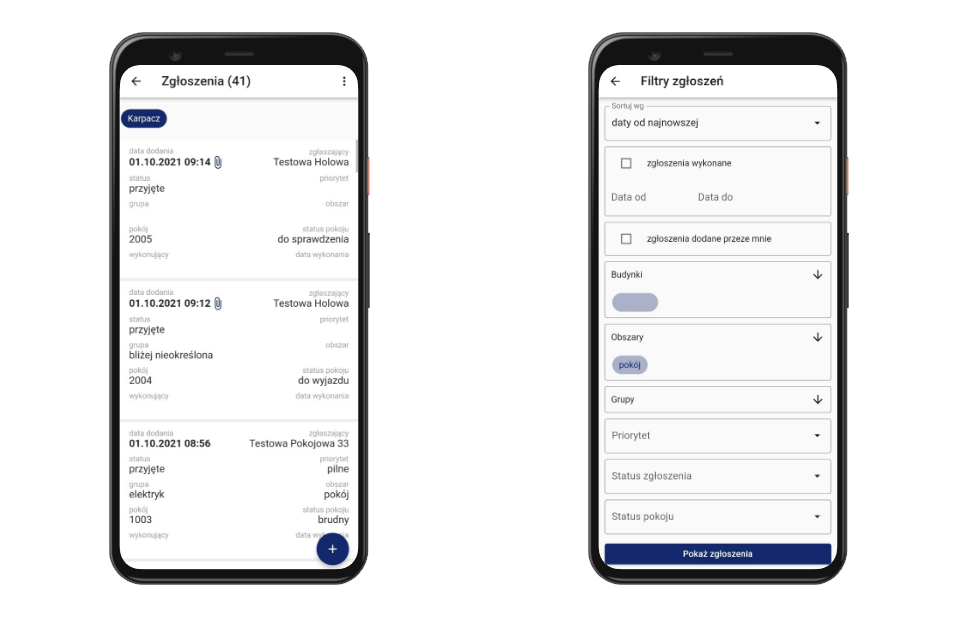 Zgłoszenia (41)
Karpacz
data dodania zgłaszający
01.10.2021 09:14 Testowa Holowa
status priorytet
przyjęte
grupa obszar
pokój status pokoju
2005 do sprawdzenia
wykonujący data wykonania
data dodania zgłaszający
01.10.2021 09:12 Testowa Holowa
status priorytet
przyjęte
grupa obszar
bliżej nieokreślona
pokój status pokoju
2004 do wyjazdu
wykonujący data wykonania
data dodania zgłaszający
01.10.2021 08:56 Testowa Pokojowa 33
status priorytet
przyjęte pilne
grupa obszar
elektryk pokój
pokój status pokoju
1003 brudny
wykonujący data
+
Filtry zgłoszeń
Sortuj wg
daty od najnowszej
zgłoszenia wykonane
Data od Data do
zgłoszenia dodane przeze mnie
Budynki
Obszary
pokój
Grupy
Priorytet
Status zgłoszenia
Status pokoju
Pokaż zgłoszenia